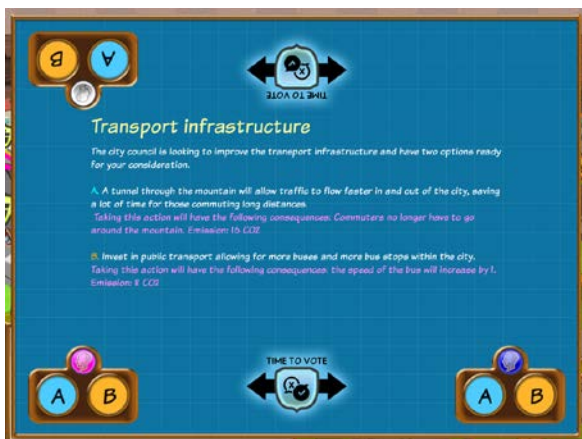 B A
TIME TO VOTE
Transport infrastructure
The city council is looking to improve the transport infrastructure and have two options ready
for your consideration.
A. A tunnel through the mountain will allow traffic to flow faster in and out of the city, saving
a lot of time for those commuting long distances.
Taking this action will have the following consequences: Commuters no longer have to go
around the mountain. Emission: 15 CO2
B. Invest in public transport allowing for more buses and more bus stops within the city.
Taking this action will have the following consequences: the speed of the bus will increase by 1.
Emission: 8 CO2
TIME TO VOTE
A B
A B